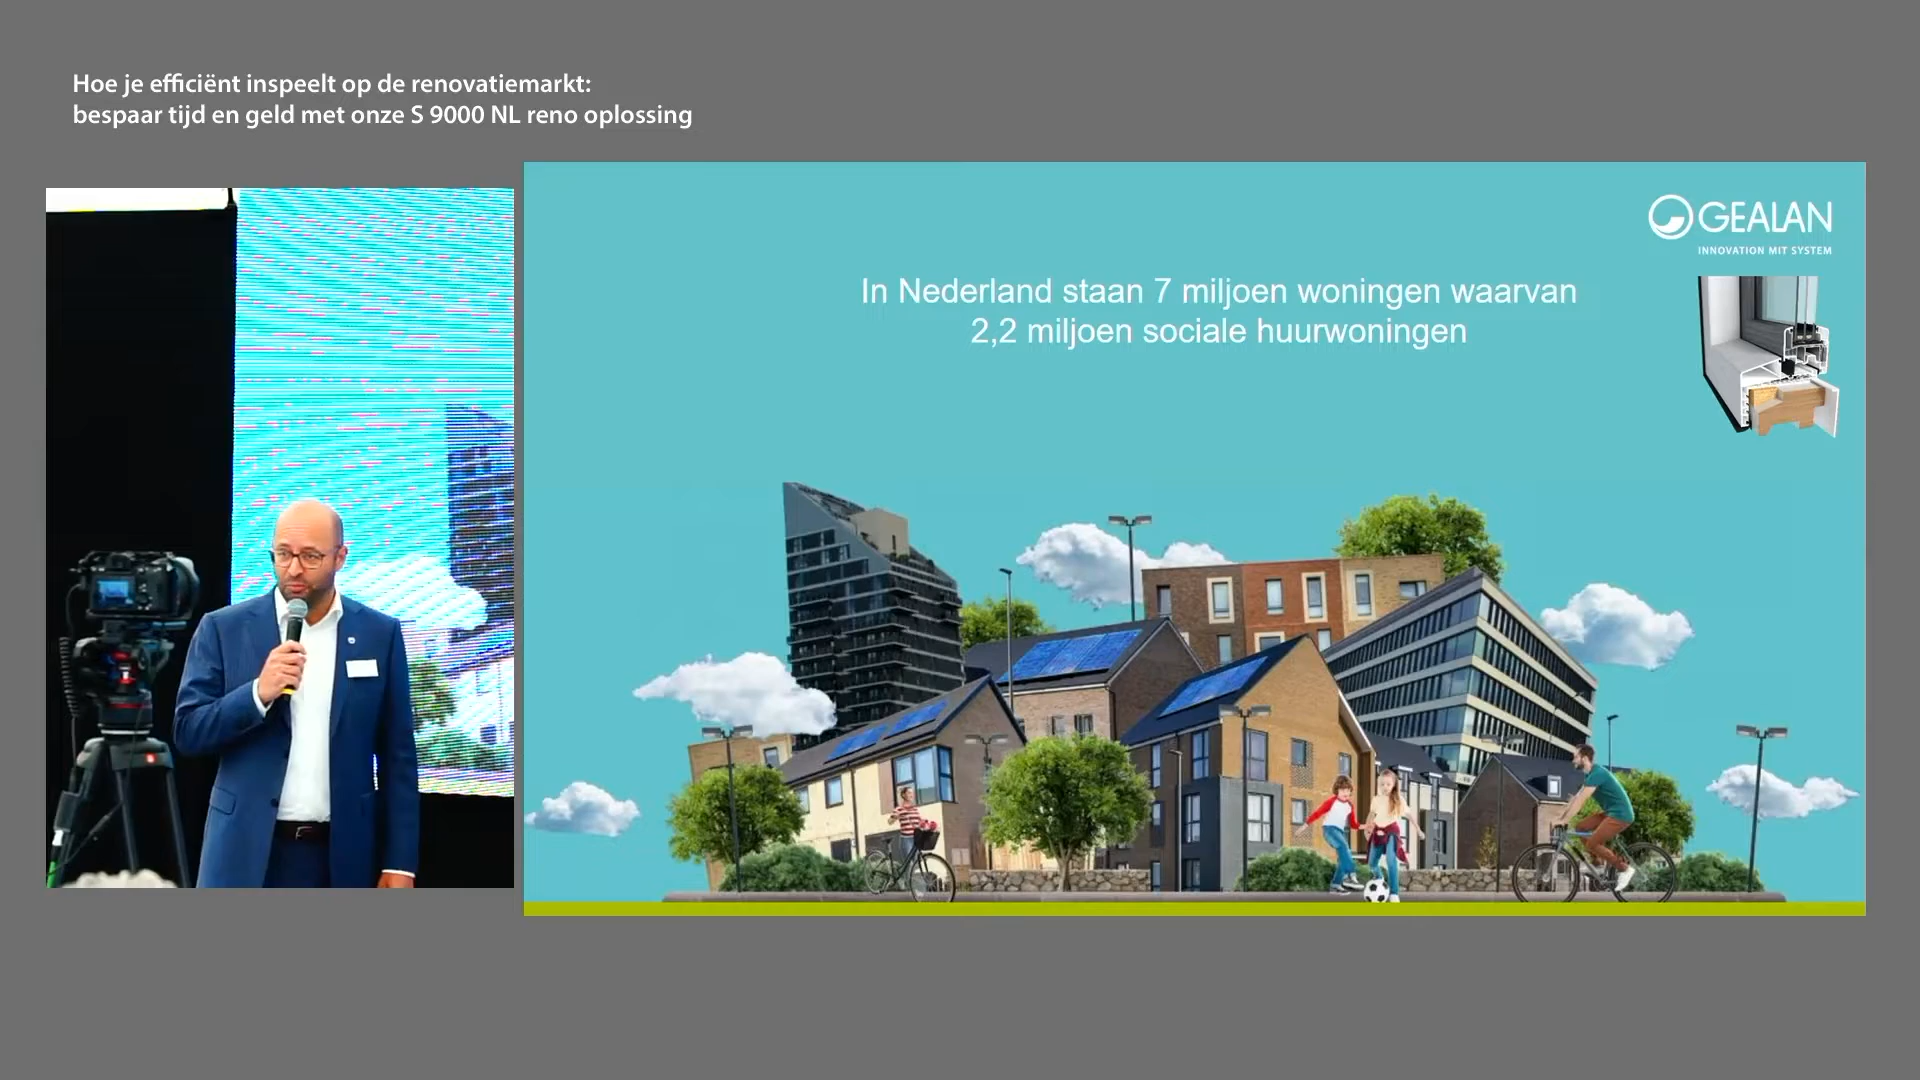 Hoe je efficiënt inspeelt op de renovatiemarkt:
bespaar tijd en geld met onze S 9000 NL reno oplossing
GEALAN
INNOVATION MIT SYSTEM
In Nederland staan 7 miljoen woningen waarvan
2,2 miljoen sociale huurwoningen